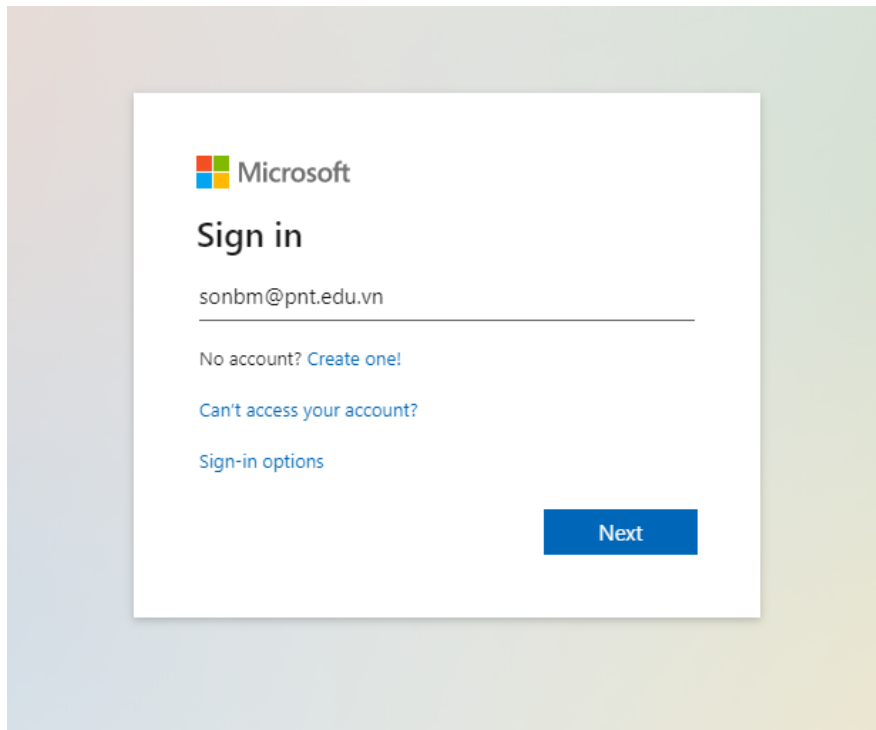 Microsoft
Sign in
sonbm@pnt.edu.vn
No account? Create one!
Can't access your account?
Sign-in options
Next